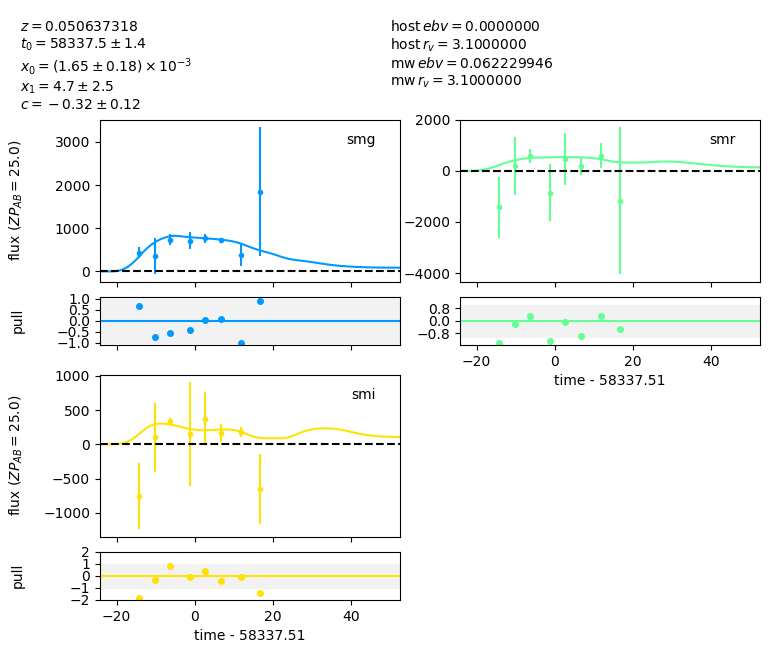 z = 0.050637318
t₀ = 58337.5 ± 1.4
x₀ = (1.65 ± 0.18) × 10⁻³
x₁ = 4.7 ± 2.5
c = −0.32 ± 0.12
host ebv = 0.0000000
host r_v = 3.1000000
mw ebv = 0.062229946
mw r_v = 3.1000000
smg
flux (ZP_AB = 25.0)
3000
2000
1000
0
pull
1.0
0.5
0.0
−0.5
−1.0
smr
2000
0
−2000
−4000
0.8
0.0
−0.8
−20 0 20 40
time - 58337.51
smi
flux (ZP_AB = 25.0)
1000
500
0
−500
−1000
pull
2
1
0
−1
−2
−20 0 20 40
time - 58337.51